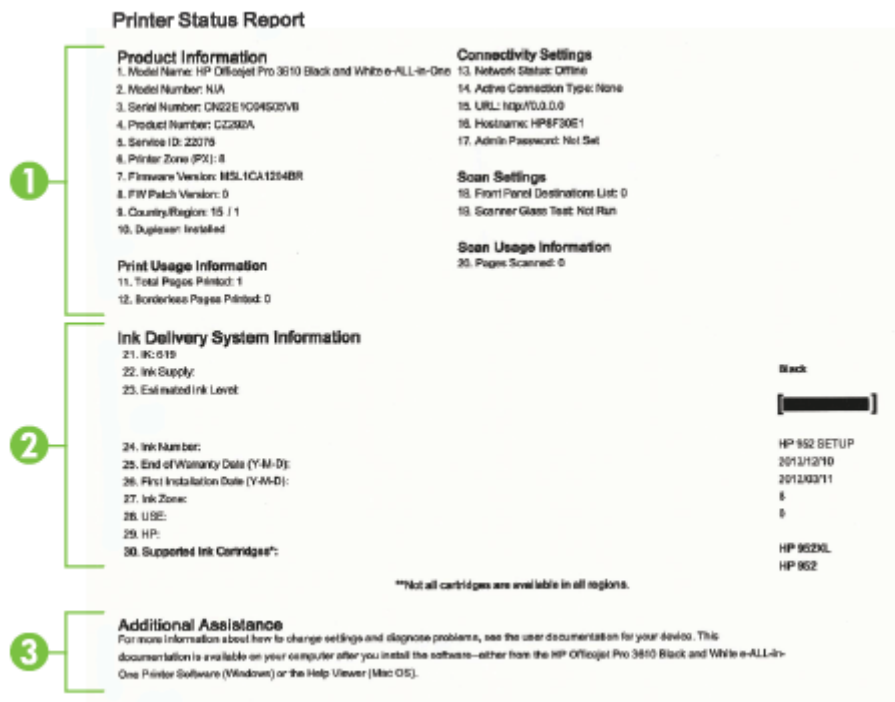 Printer Status Report
1
Product Information
1. Model Name: HP Officejet Pro 3610 Black and White e-ALL-in-One
2. Model Number: N/A
3. Serial Number:
4. Product Number: CZ292A
5. Service ID: 22076
6. Printer Zone (PX): 8
7. Firmware Version:
8. FW Patch Version: 0
9. Country/Region: 15 / 1
10. Duplexer: Installed
Print Usage Information
11. Total Pages Printed: 1
12. Borderless Pages Printed: 0
Connectivity Settings
13. Network Status: Offline
14. Active Connection Type: None
15. URL: http://0.0.0.0
16. Hostname: HP8F30E1
17. Admin Password: Not Set
Scan Settings
18. Front Panel Destinations List: 0
19. Scanner Glass Test: Not Run
Scan Usage Information
20. Pages Scanned: 0
2
Ink Delivery System Information
21. IK: 619
22. Ink Supply: Black
23. Estimated Ink Level:
24. Ink Number: HP 952 SETUP
25. End of Warranty Date (Y-M-D): 2013/12/10
26. First Installation Date (Y-M-D): 2012/03/11
27. Ink Zone:
28. USE: 0
29. HP:
30. Supported Ink Cartridges*: HP 952XL
HP 952
**Not all cartridges are available in all regions.
3
Additional Assistance
For more information about how to change settings and diagnose problems, see the user documentation for your device. This
documentation is available on your computer after you install the software--either from the HP Officejet Pro 3610 Black and White e-ALL-in-
One Printer Software (Windows) or the Help Viewer (Mac OS).